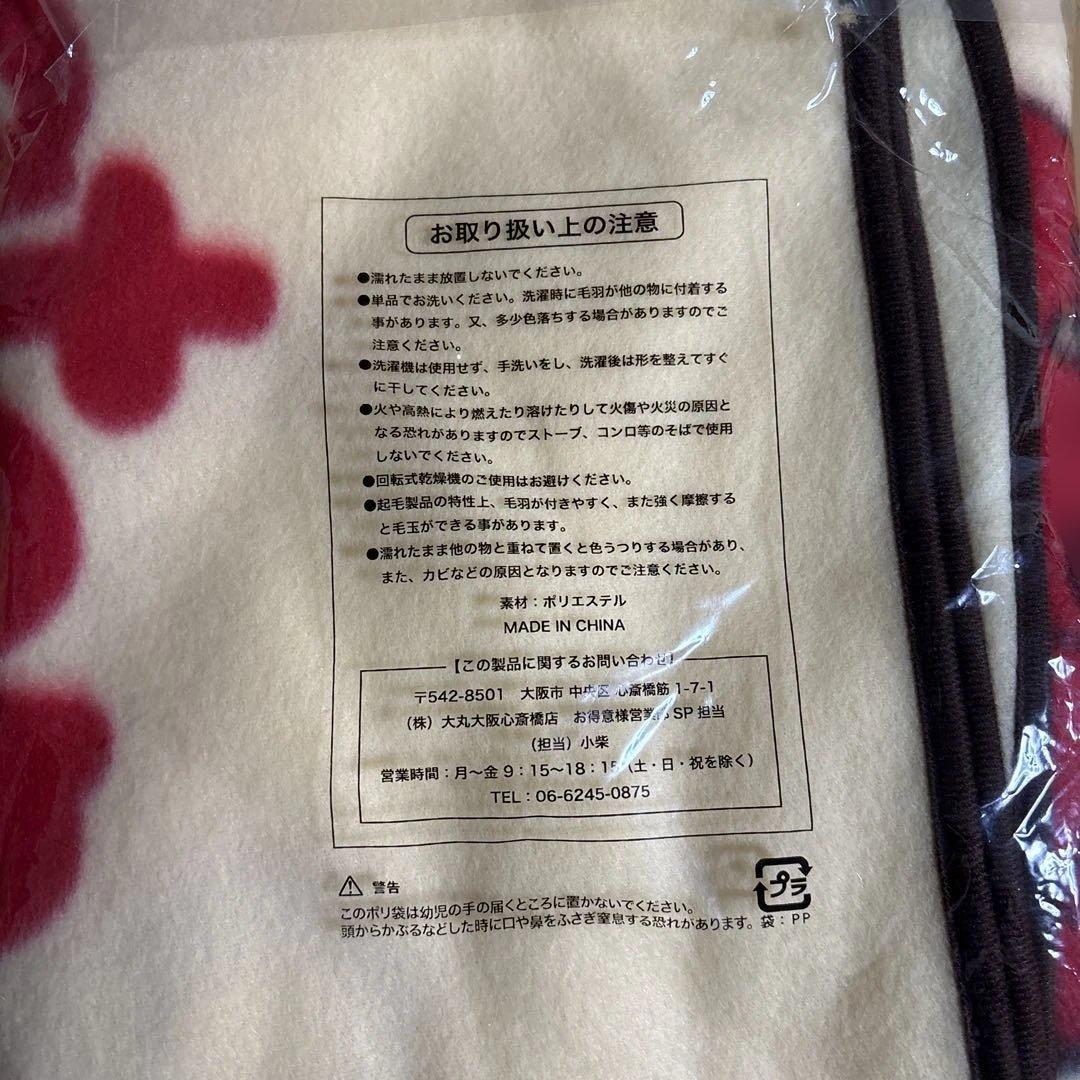 お取り扱い上の注意
●濡れたまま放置しないでください。
●単品でお洗いください。洗濯時に毛羽が他の物に付着する
事があります。又、多少色落ちする場合がありますのでご
注意ください。
●洗濯機は使用せず、手洗いをし、洗濯後は形を整えてすぐ
に干してください。
●火や高熱により燃えたり溶けたりして火傷や火災の原因と
なる恐れがありますのでストーブ、コンロ等のそばで使用
しないでください。
●回転式乾燥機のご使用はお避けください。
●起毛製品の特性上、毛羽が付きやすく、また強く摩擦する
と毛玉ができる事があります。
●濡れたまま他の物と重ねて置くと色うつりする場合があり、
また、カビなどの原因となりますのでご注意ください。
素材：ポリエステル
MADE IN CHINA
【この製品に関するお問い合わせ】
〒542-8501 大阪市 中央区 心斎橋筋 1-7-1
（株）大丸大阪心斎橋店 お得意様営業部 SP 担当
（担当）小柴
営業時間：月～金 9：15～18：15（土・日・祝を除く）
TEL：06-6245-0875
⚠ 警告
このポリ袋は幼児の手の届くところに置かないでください。
頭からかぶるなどした時に口や鼻をふさぎ窒息する恐れがあります。
プラ
袋：PP